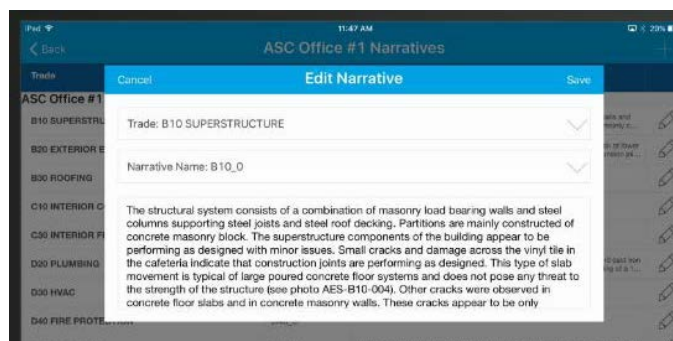 iPad
11:47 AM
29%
Back
ASC Office #1 Narratives
Trade
Cancel
Edit Narrative
Save
ASC Office #1
B10 SUPERSTRU
Trade: B10 SUPERSTRUCTURE
B20 EXTERIOR E
Narrative Name: B10_0
B30 ROOFING
C10 INTERIOR C
C30 INTERIOR FI
D20 PLUMBING
D30 HVAC
D40 FIRE PROTECTION
The structural system consists of a combination of masonry load bearing walls and steel
columns supporting steel joists and steel roof decking. Partitions are mainly constructed of
concrete masonry block. The superstructure components of the building appear to be
performing as designed with minor issues. Small cracks and damage across the vinyl tile in
the cafeteria indicate that construction joints are performing as designed. This type of slab
movement is typical of large poured concrete floor systems and does not pose any threat to
the strength of the structure (see photo AES-B10-004). Other cracks were observed in
concrete floor slabs and in concrete masonry walls. These cracks appear to be only